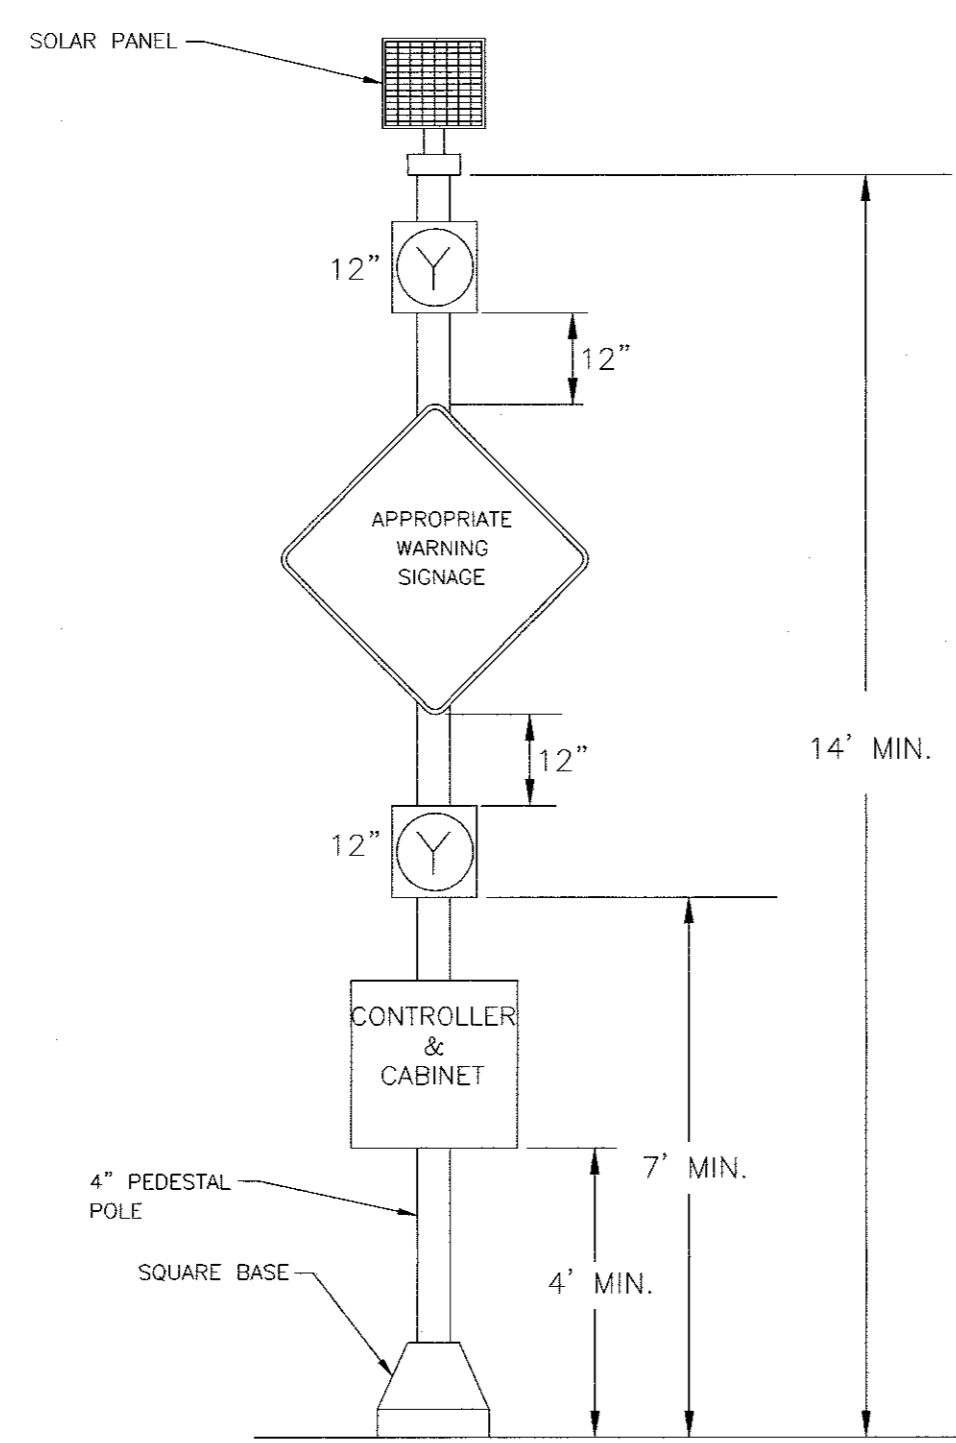 SOLAR PANEL
12"
Y
12"
APPROPRIATE
WARNING
SIGNAGE
12"
14' MIN.
12"
Y
CONTROLLER
&
CABINET
7' MIN.
4" PEDESTAL
POLE
SQUARE BASE
4' MIN.